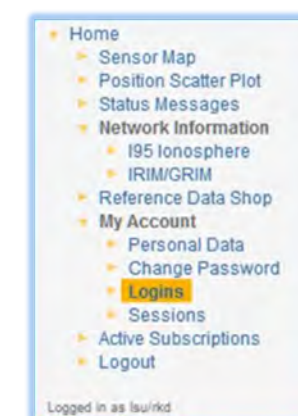 Home
Sensor Map
Position Scatter Plot
Status Messages
Network Information
I95 Ionosphere
IRIM/GRIM
Reference Data Shop
My Account
Personal Data
Change Password
Logins
Sessions
Active Subscriptions
Logout
Logged in as lsu/rkd